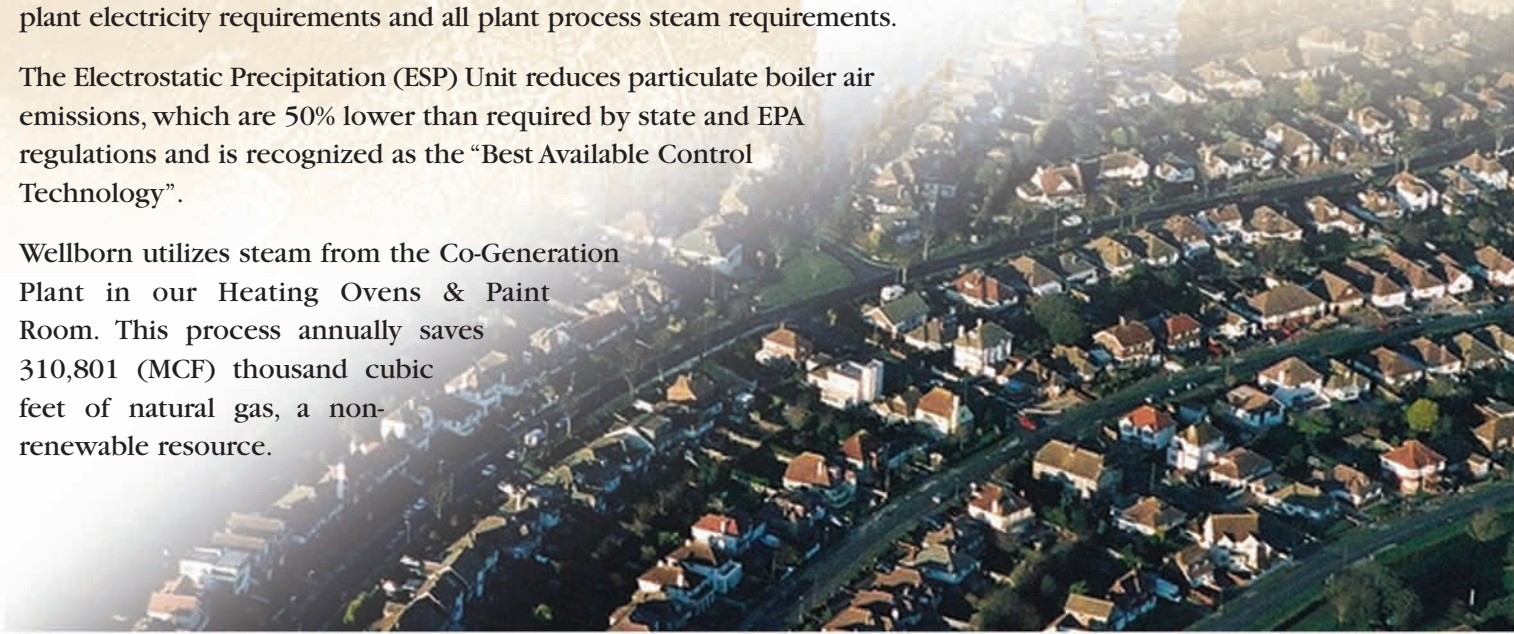 plant electricity requirements and all plant process steam requirements.
The Electrostatic Precipitation (ESP) Unit reduces particulate boiler air
emissions, which are 50% lower than required by state and EPA
regulations and is recognized as the “Best Available Control
Technology”.
Wellborn utilizes steam from the Co-Generation
Plant in our Heating Ovens & Paint
Room. This process annually saves
310,801 (MCF) thousand cubic
feet of natural gas, a non-
renewable resource.